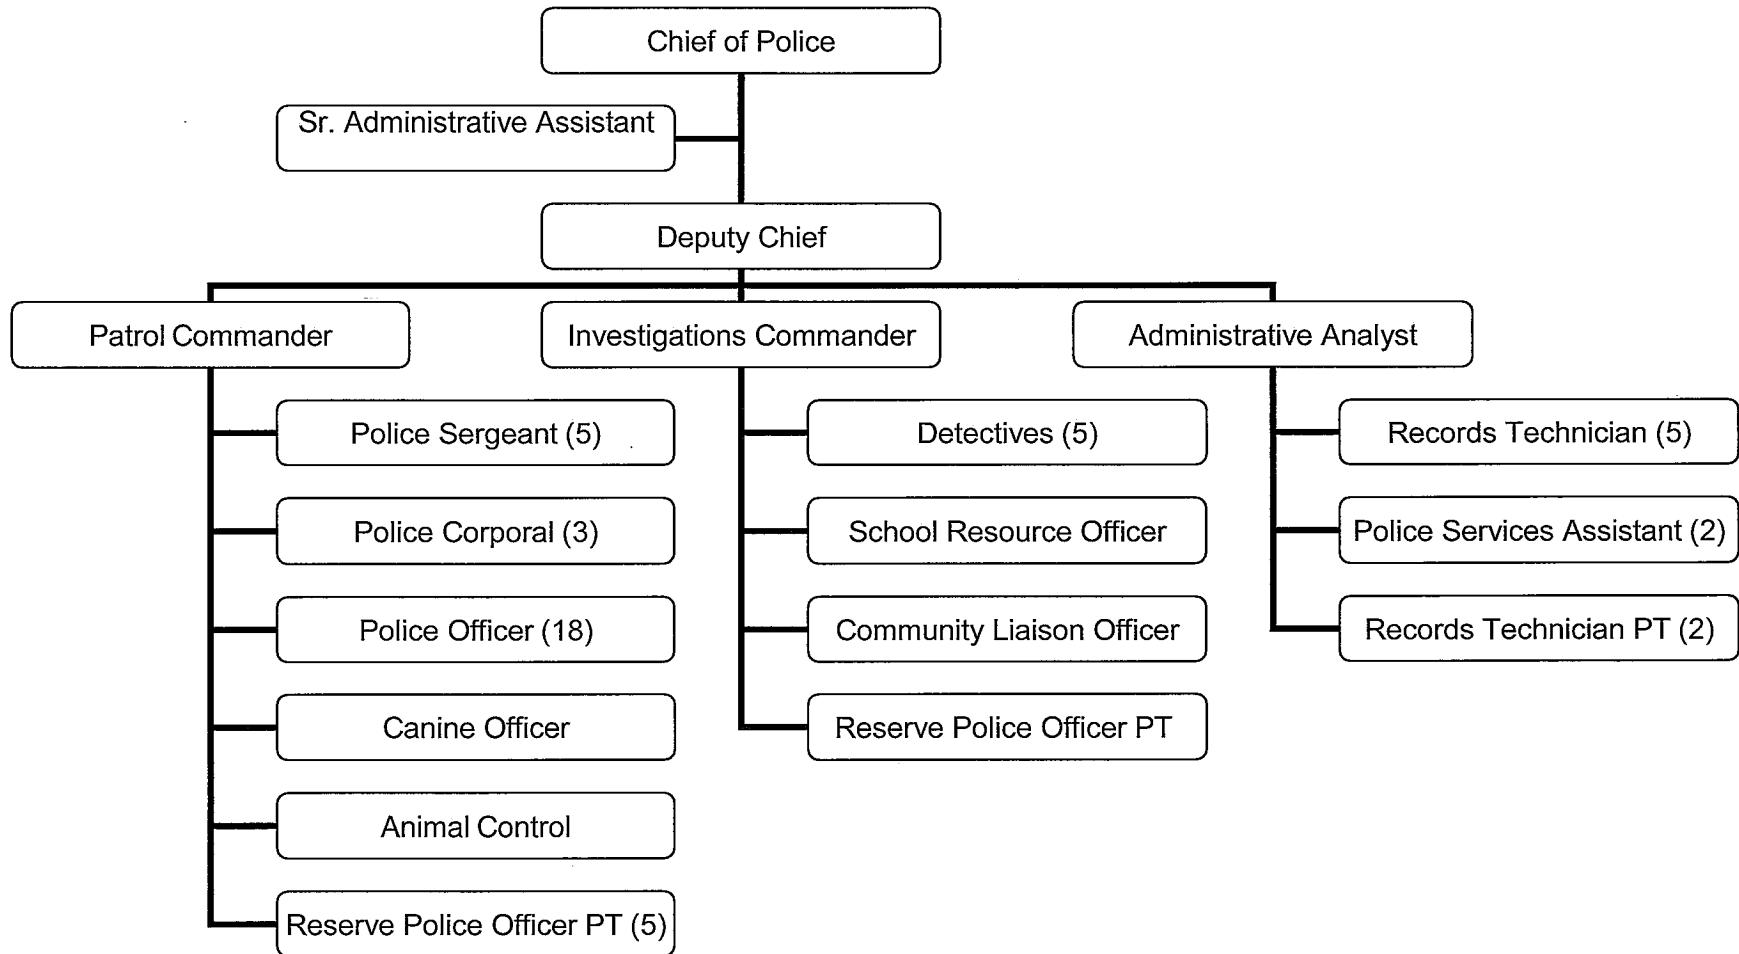 Chief of Police
Sr. Administrative Assistant
Deputy Chief
Patrol Commander
Investigations Commander
Administrative Analyst
Police Sergeant (5)
Detectives (5)
Records Technician (5)
Police Corporal (3)
School Resource Officer
Police Services Assistant (2)
Police Officer (18)
Community Liaison Officer
Records Technician PT (2)
Canine Officer
Reserve Police Officer PT
Animal Control
Reserve Police Officer PT (5)